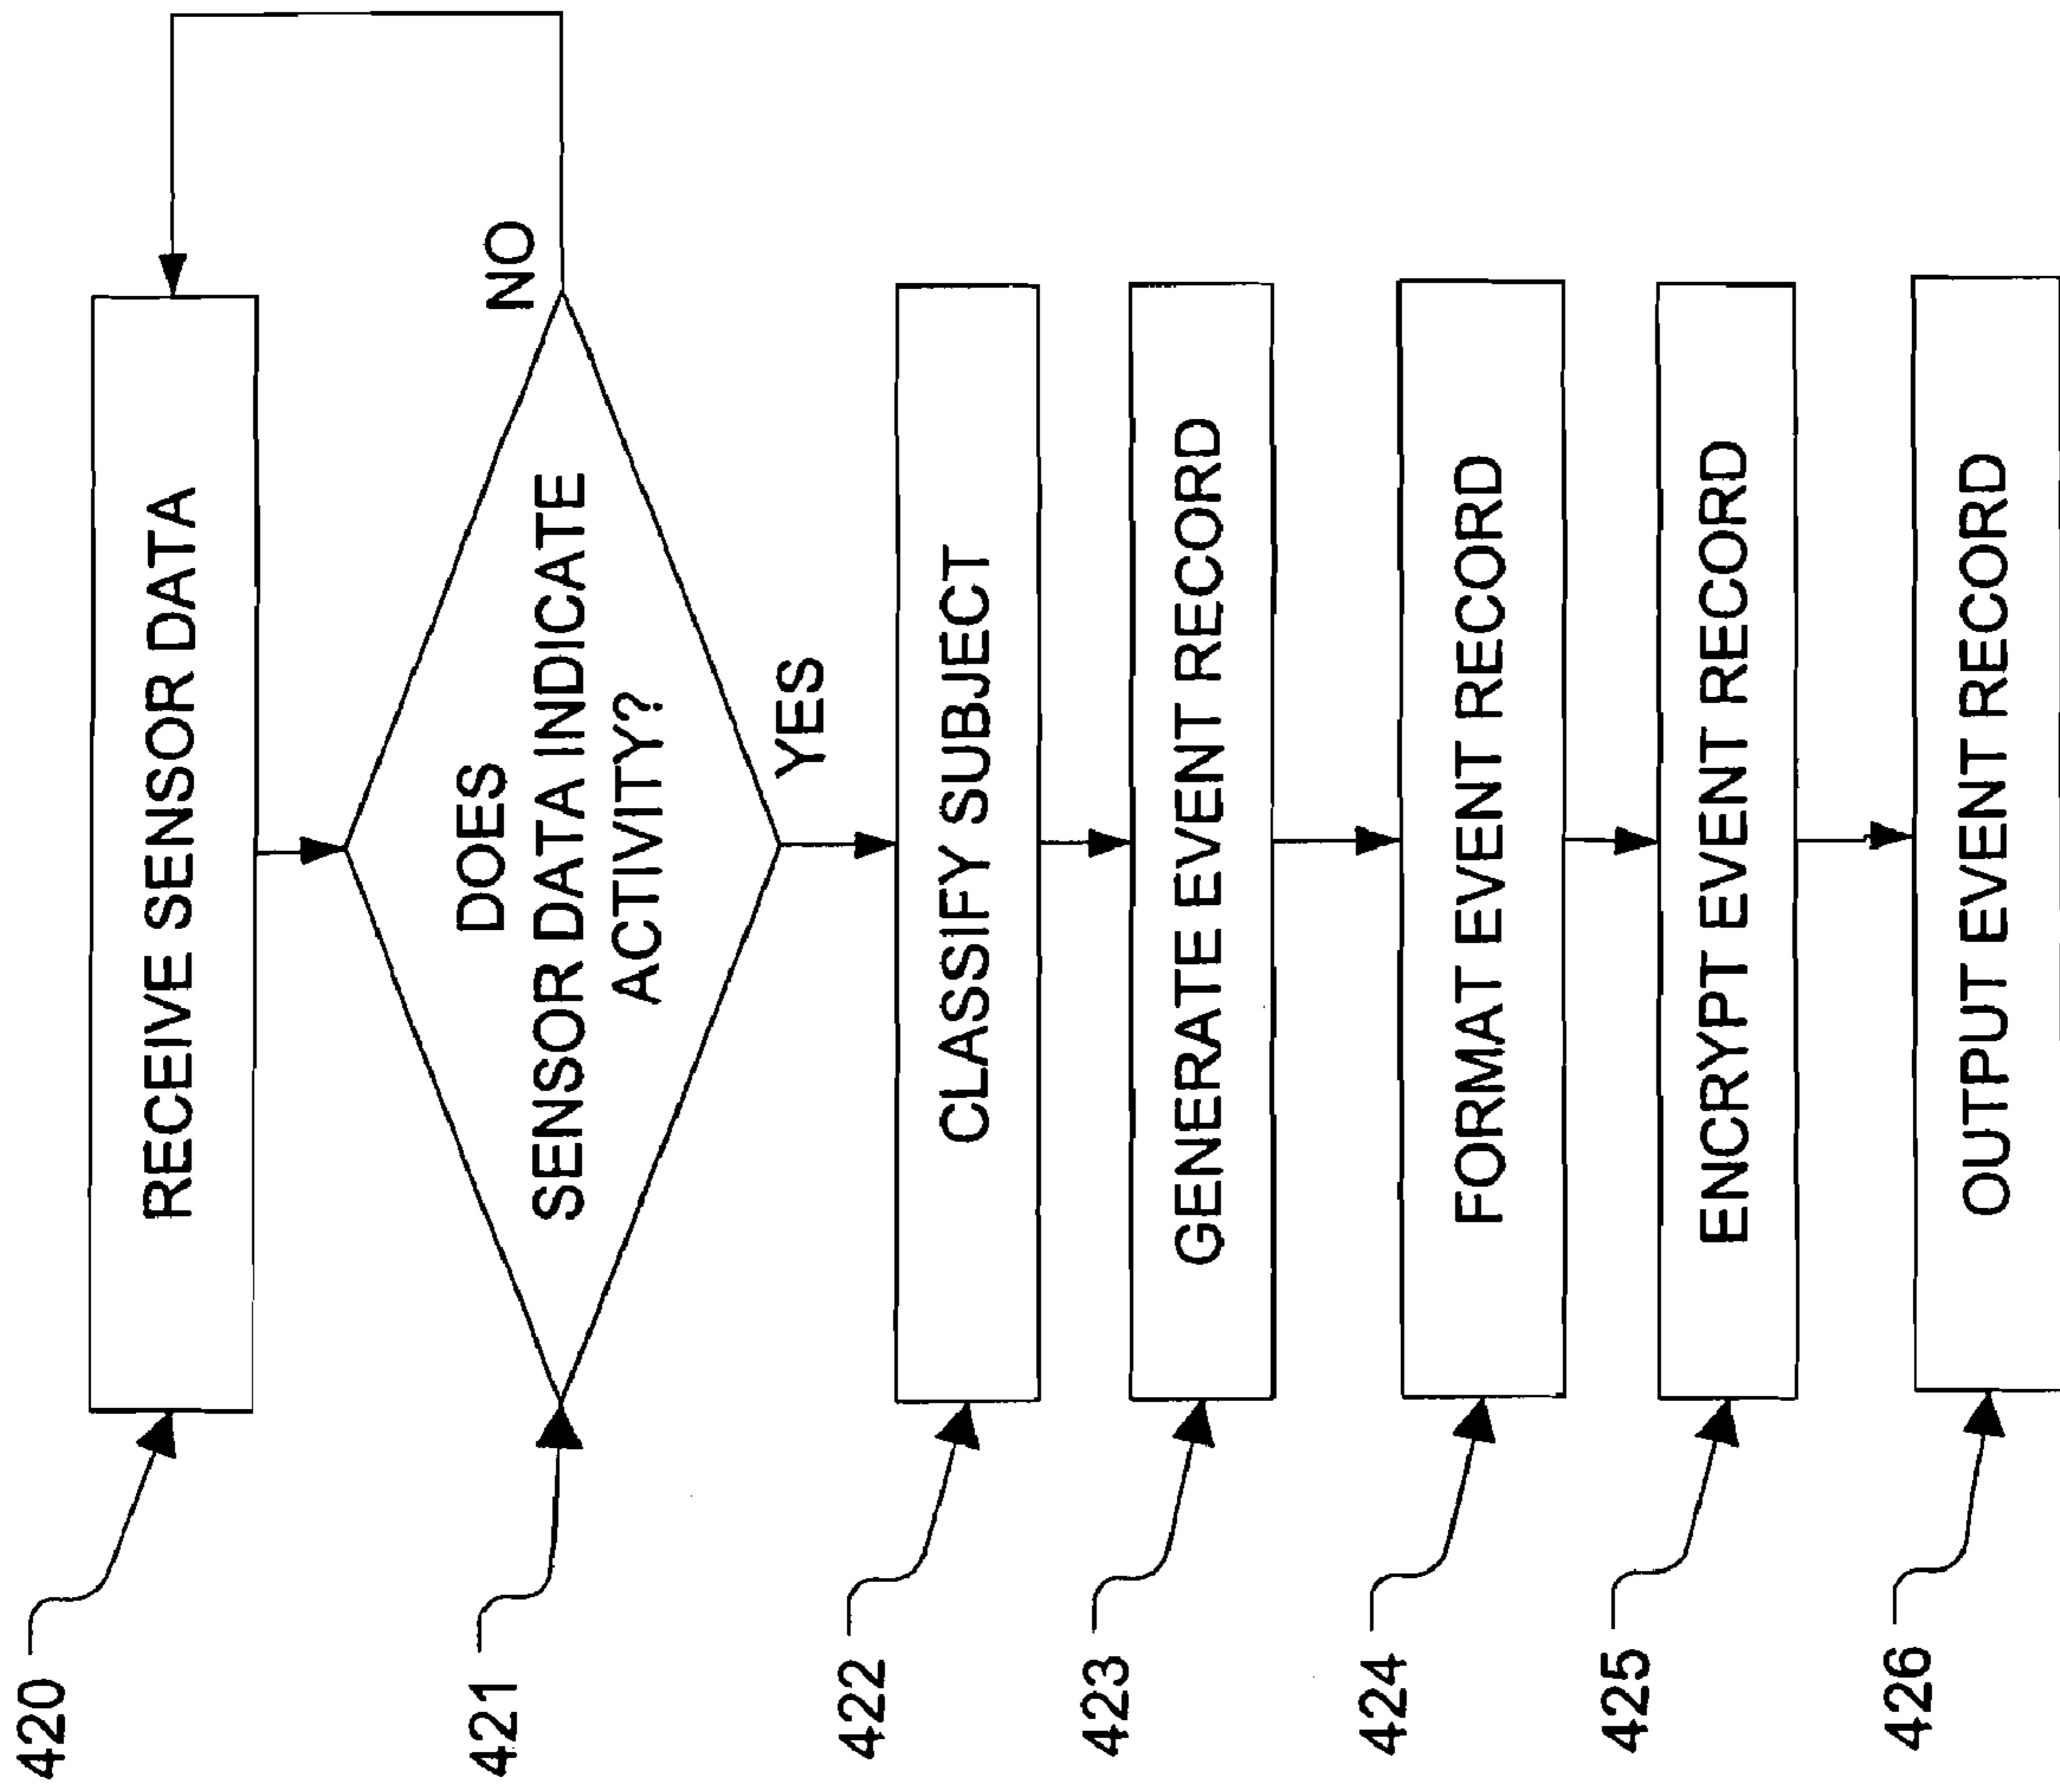 420
RECEIVE SENSOR DATA
421
DOES
SENSOR DATA INDICATE
ACTIVITY?
NO
YES
422
CLASSIFY SUBJECT
423
GENERATE EVENT RECORD
424
FORMAT EVENT RECORD
425
ENCRYPT EVENT RECORD
426
OUTPUT EVENT RECORD